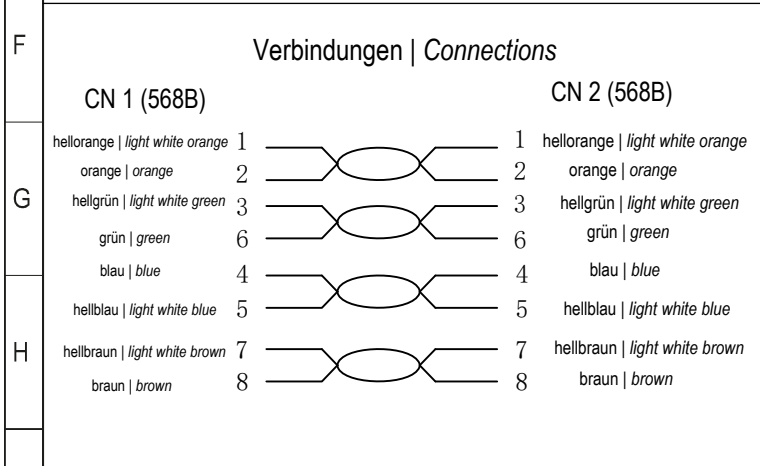 F
Verbindungen | Connections
CN 1 (568B)
CN 2 (568B)
hellorange | light white orange 1
1 hellorange | light white orange
orange | orange 2
2 orange | orange
G
hellgrün | light white green 3
3 hellgrün | light white green
grün | green 6
6 grün | green
blau | blue 4
4 blau | blue
hellblau | light white blue 5
5 hellblau | light white blue
H
hellbraun | light white brown 7
7 hellbraun | light white brown
braun | brown 8
8 braun | brown